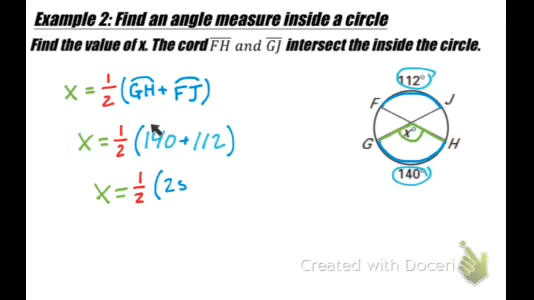 Example 2: Find an angle measure inside a circle
Find the value of x. The cord FH and GJ intersect the inside the circle.
x = 1/2 (GH + FJ)
x = 1/2 (140 + 112)
x = 1/2 (25
112°
F
J
x°
G
H
140°
Created with Doceri